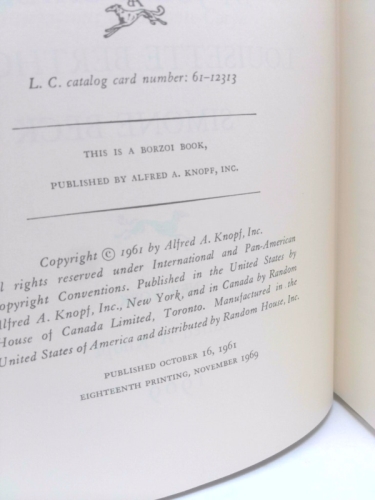 L. C. catalog card number: 61-12313
THIS IS A BORZOI BOOK,
PUBLISHED BY ALFRED A. KNOPF, INC.
Copyright © 1961 by Alfred A. Knopf, Inc.
rights reserved under International and Pan-American
opyright Conventions. Published in the United States by
Alfred A. Knopf, Inc., New York, and in Canada by Random
House of Canada Limited, Toronto. Manufactured in the
United States of America and distributed by Random House, Inc.
PUBLISHED OCTOBER 16, 1961
EIGHTEENTH PRINTING, NOVEMBER 1969